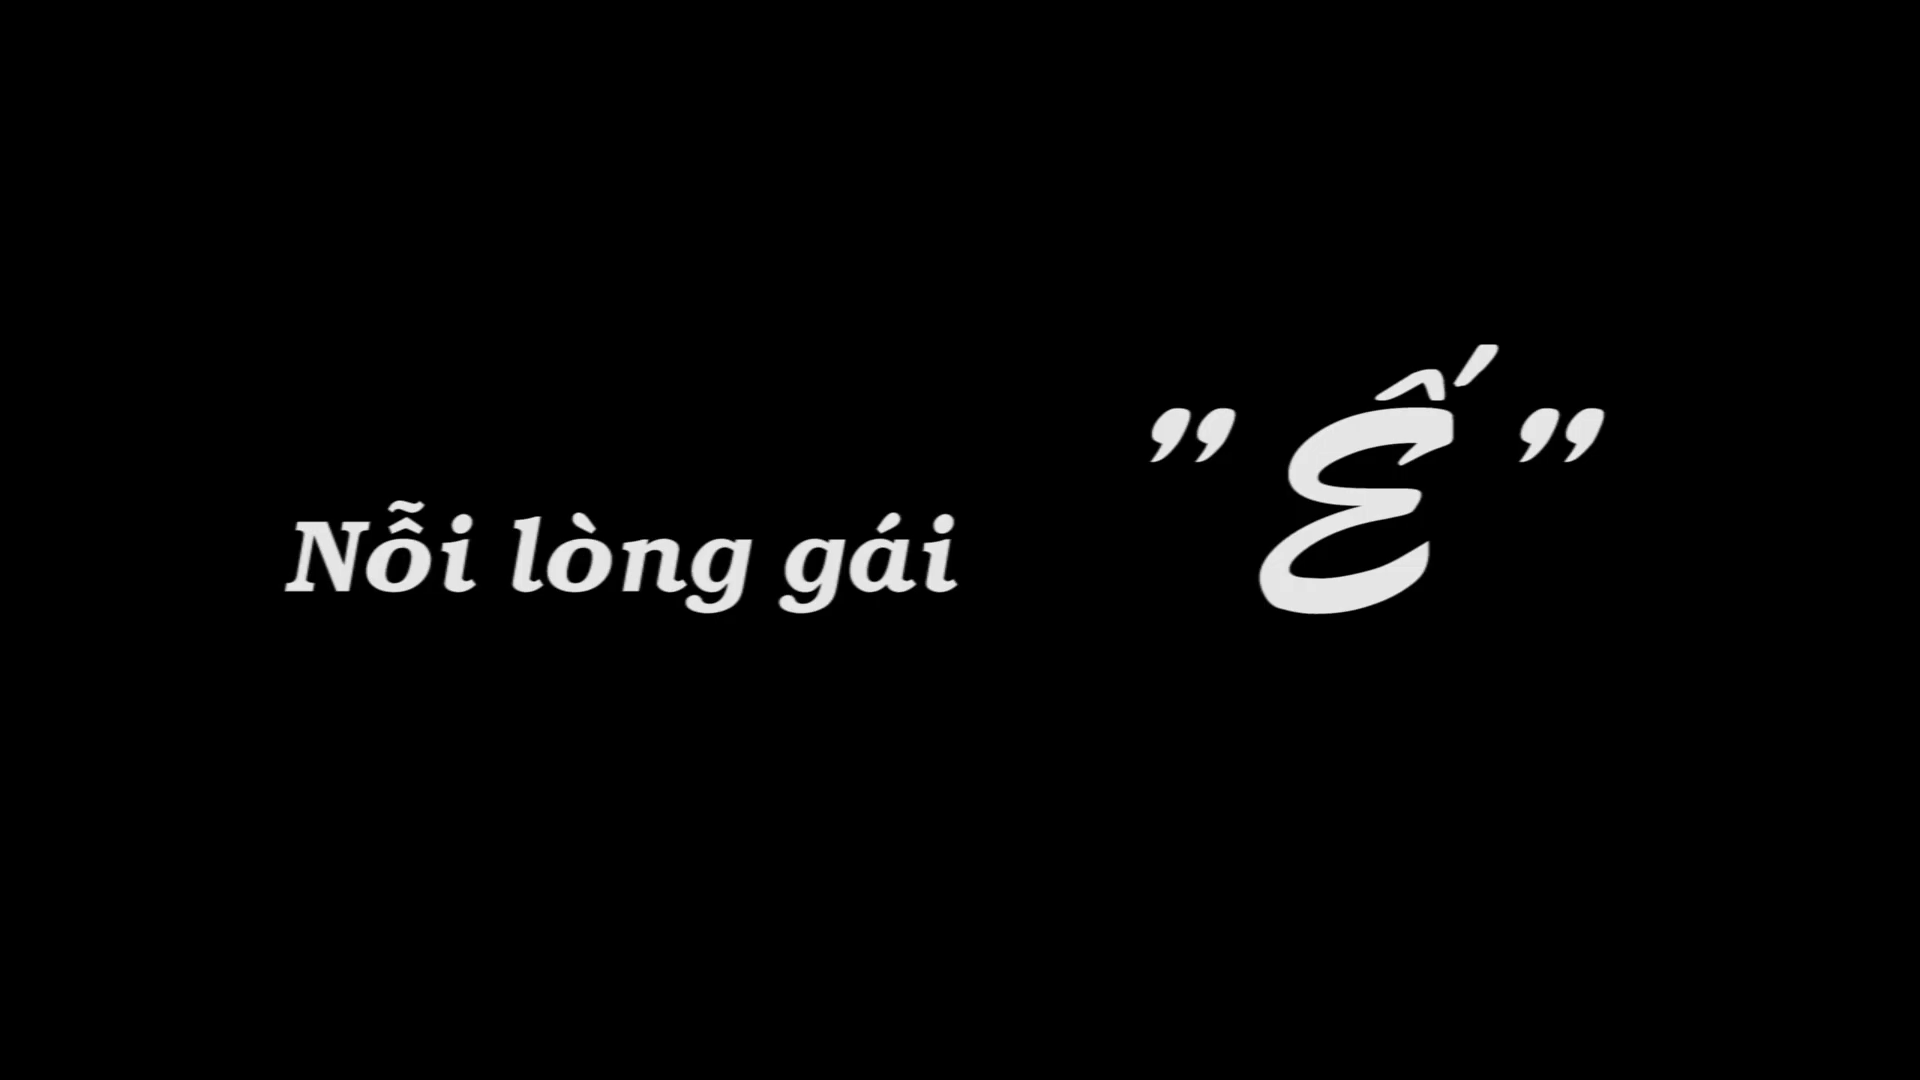 Nỗi lòng gái ” Ế ”